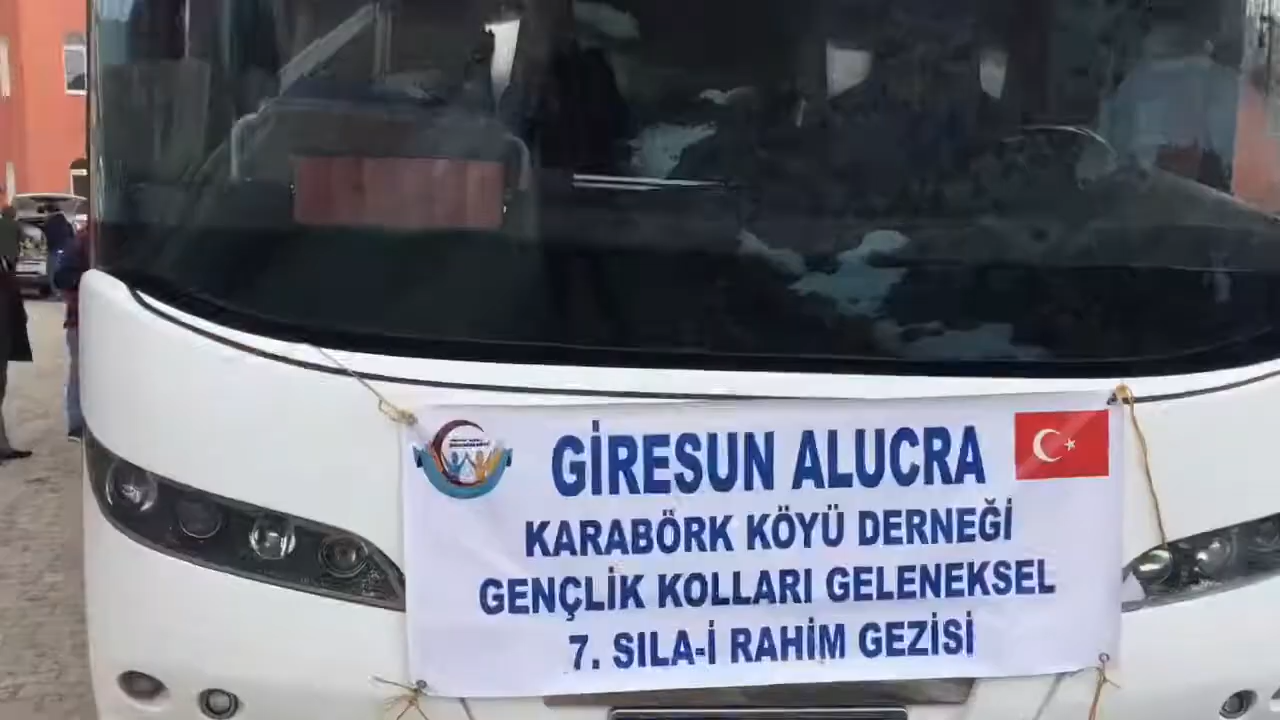 GİRESUN ALUCRA
KARABÖRK KÖYÜ DERNEĞİ
GENÇLİK KOLLARI GELENEKSEL
7. SILA-İ RAHİM GEZİSİ